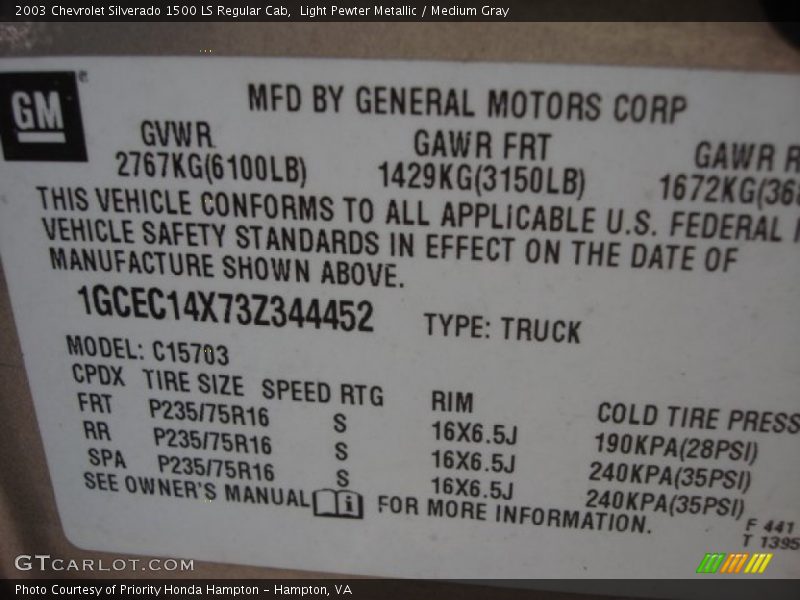 2003 Chevrolet Silverado 1500 LS Regular Cab,  Light Pewter Metallic / Medium Gray
GM
MFD BY GENERAL MOTORS CORP
GVWR GAWR FRT GAWR
2767KG(6100LB) 1429KG(3150LB) 1672KG(36
THIS VEHICLE CONFORMS TO ALL APPLICABLE U.S. FEDERAL
VEHICLE SAFETY STANDARDS IN EFFECT ON THE DATE OF
MANUFACTURE SHOWN ABOVE.
1GCEC14X73Z344452 TYPE: TRUCK
MODEL: C15703
CPDX TIRE SIZE SPEED RTG RIM COLD TIRE PRESS
FRT P235/75R16 S 16X6.5J 190KPA(28PSI)
RR P235/75R16 S 16X6.5J 240KPA(35PSI)
SPA P235/75R16 S 16X6.5J 240KPA(35PSI)
SEE OWNER'S MANUAL FOR MORE INFORMATION.
F 441
T 1395
GTCARLOT.COM
Photo Courtesy of Priority Honda Hampton – Hampton, VA